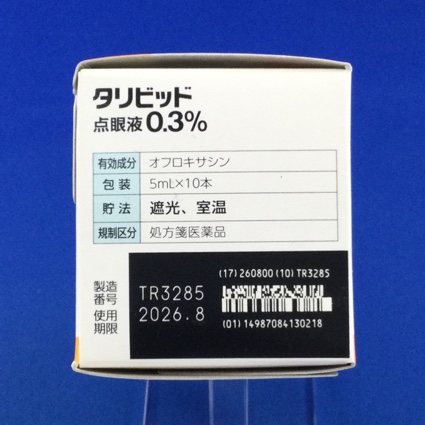 タリビッド
点眼液0.3%
有効成分 オフロキサシン
包装 5mL×10本
貯法 遮光、室温
規制区分 処方箋医薬品
(17)260800(10)TR3285
製造番号 TR3285
使用期限 2026.8
(01)14987084130218